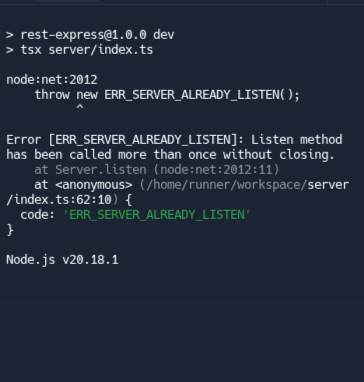 > rest-express@1.0.0 dev
> tsx server/index.ts
node:net:2012
throw new ERR_SERVER_ALREADY_LISTEN();
^
Error [ERR_SERVER_ALREADY_LISTEN]: Listen method
has been called more than once without closing.
at Server.listen (node:net:2012:11)
at <anonymous> (/home/runner/workspace/server
/index.ts:62:10) {
code: 'ERR_SERVER_ALREADY_LISTEN'
}
Node.js v20.18.1